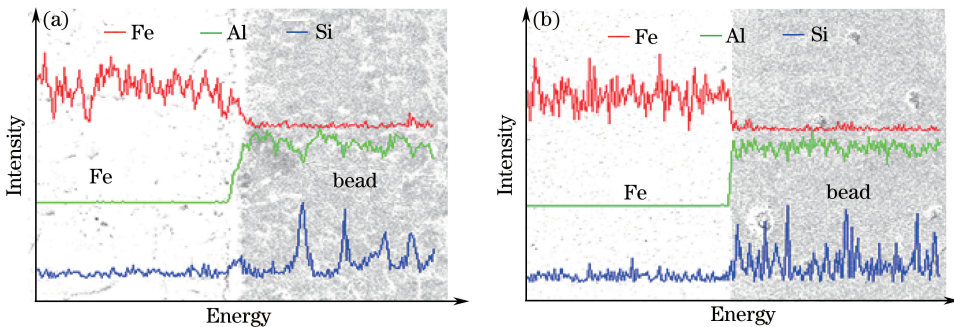 (a)
Fe Al Si
Intensity
Fe
bead
Energy
(b)
Fe Al Si
Intensity
Fe
bead
Energy